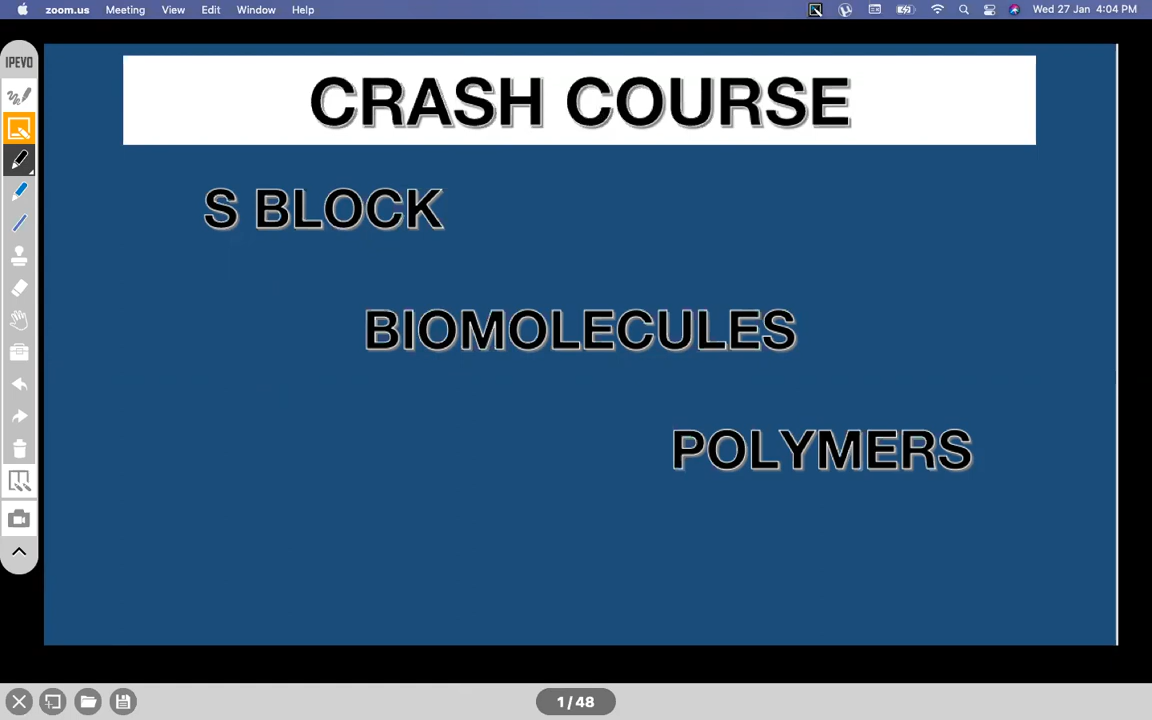 zoom.us Meeting View Edit Window Help Wed 27 Jan 4:04 PM
IPEVO
CRASH COURSE
S BLOCK
BIOMOLECULES
POLYMERS
1 / 48